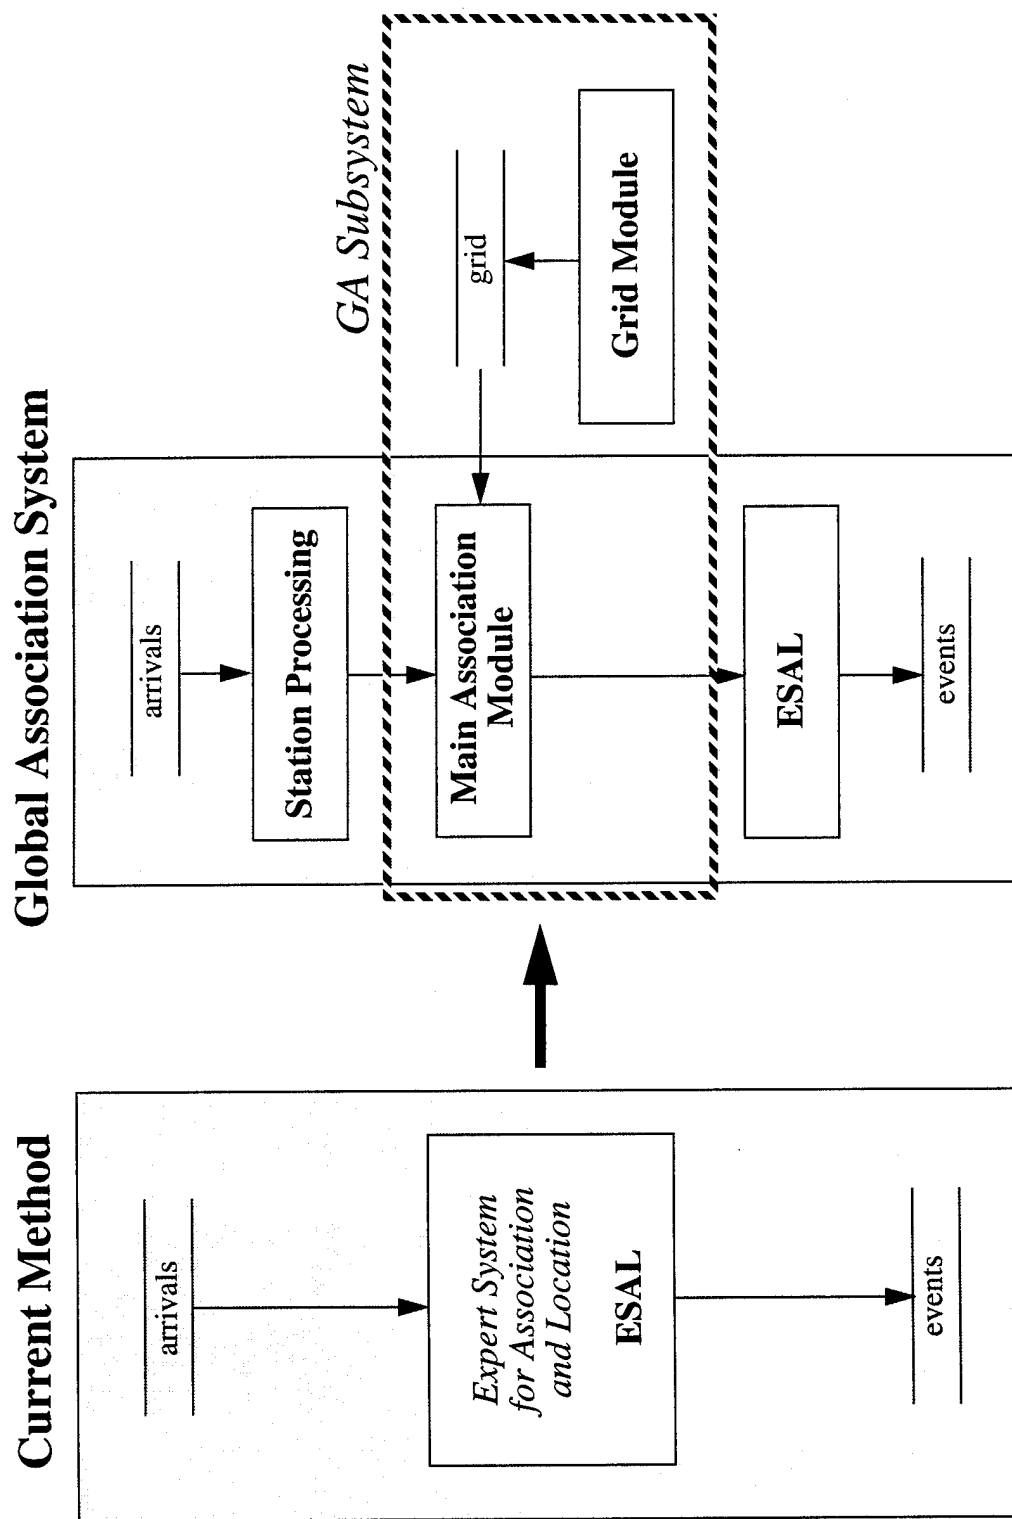 Current Method
arrivals
Expert System
for Association
and Location
ESAL
events
Global Association System
arrivals
Station Processing
Main Association
Module
ESAL
events
GA Subsystem
grid
Grid Module